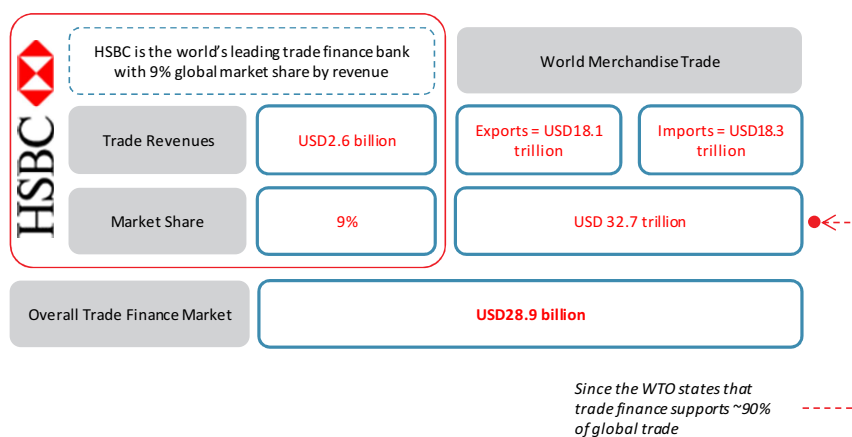 HSBC
HSBC is the world's leading trade finance bank
with 9% global market share by revenue
World Merchandise Trade
Trade Revenues
USD2.6 billion
Exports = USD18.1
trillion
Imports = USD18.3
trillion
Market Share
9%
USD 32.7 trillion
Overall Trade Finance Market
USD28.9 billion
Since the WTO states that
trade finance supports ~90%
of global trade